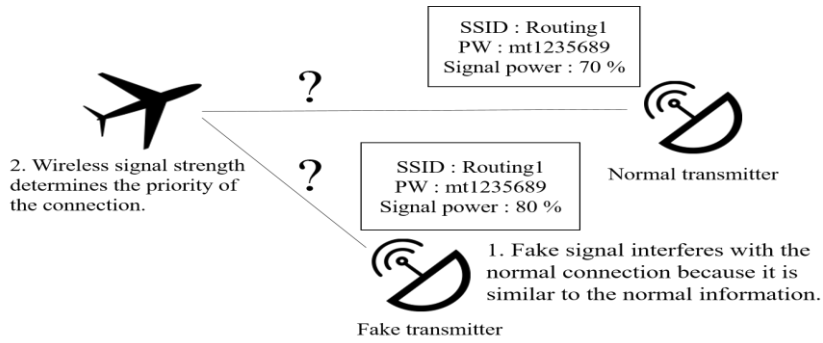 SSID : Routing1
PW : mt1235689
Signal power : 70 %
?
2. Wireless signal strength
determines the priority of
the connection.
Normal transmitter
?
SSID : Routing1
PW : mt1235689
Signal power : 80 %
1. Fake signal interferes with the
normal connection because it is
similar to the normal information.
Fake transmitter